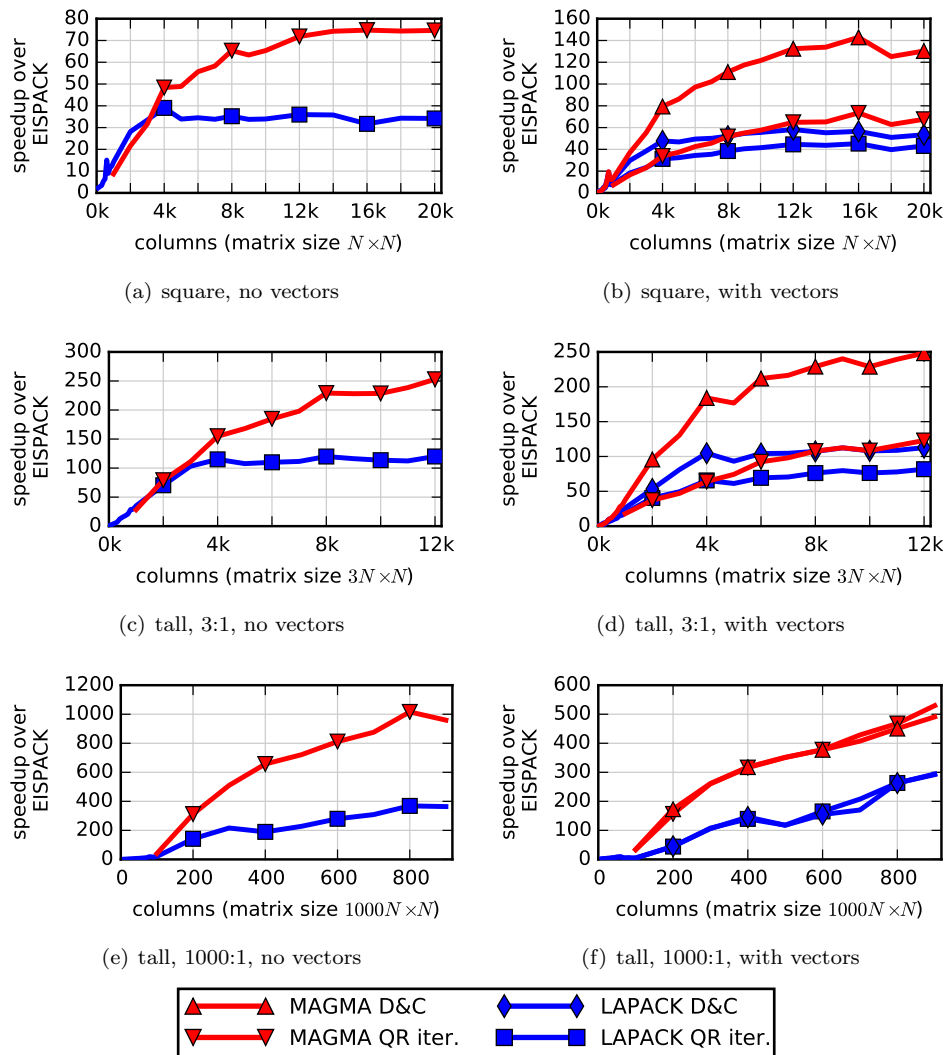 speedup over
EISPACK
80
70
60
50
40
30
20
10
0
0k 4k 8k 12k 16k 20k
columns (matrix size N×N)
(a) square, no vectors
speedup over
EISPACK
160
140
120
100
80
60
40
20
0
0k 4k 8k 12k 16k 20k
columns (matrix size N×N)
(b) square, with vectors
speedup over
EISPACK
300
250
200
150
100
50
0
0k 4k 8k 12k
columns (matrix size 3N×N)
(c) tall, 3:1, no vectors
speedup over
EISPACK
250
200
150
100
50
0
0k 4k 8k 12k
columns (matrix size 3N×N)
(d) tall, 3:1, with vectors
speedup over
EISPACK
1200
1000
800
600
400
200
0
0 200 400 600 800
columns (matrix size 1000N×N)
(e) tall, 1000:1, no vectors
speedup over
EISPACK
600
500
400
300
200
100
0
0 200 400 600 800
columns (matrix size 1000N×N)
(f) tall, 1000:1, with vectors
MAGMA D&C
MAGMA QR iter.
LAPACK D&C
LAPACK QR iter.